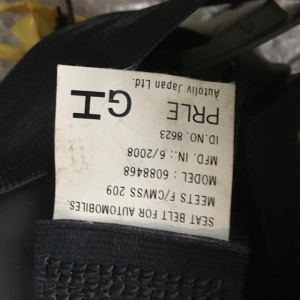 SEAT BELT FOR AUTOMOBILES.
MEETS F/CMVSS 209
MODEL : 6088468
MFD. IN.: 6/2008
ID.NO. 8623
PRLE GH
Autoliv Japan Ltd.